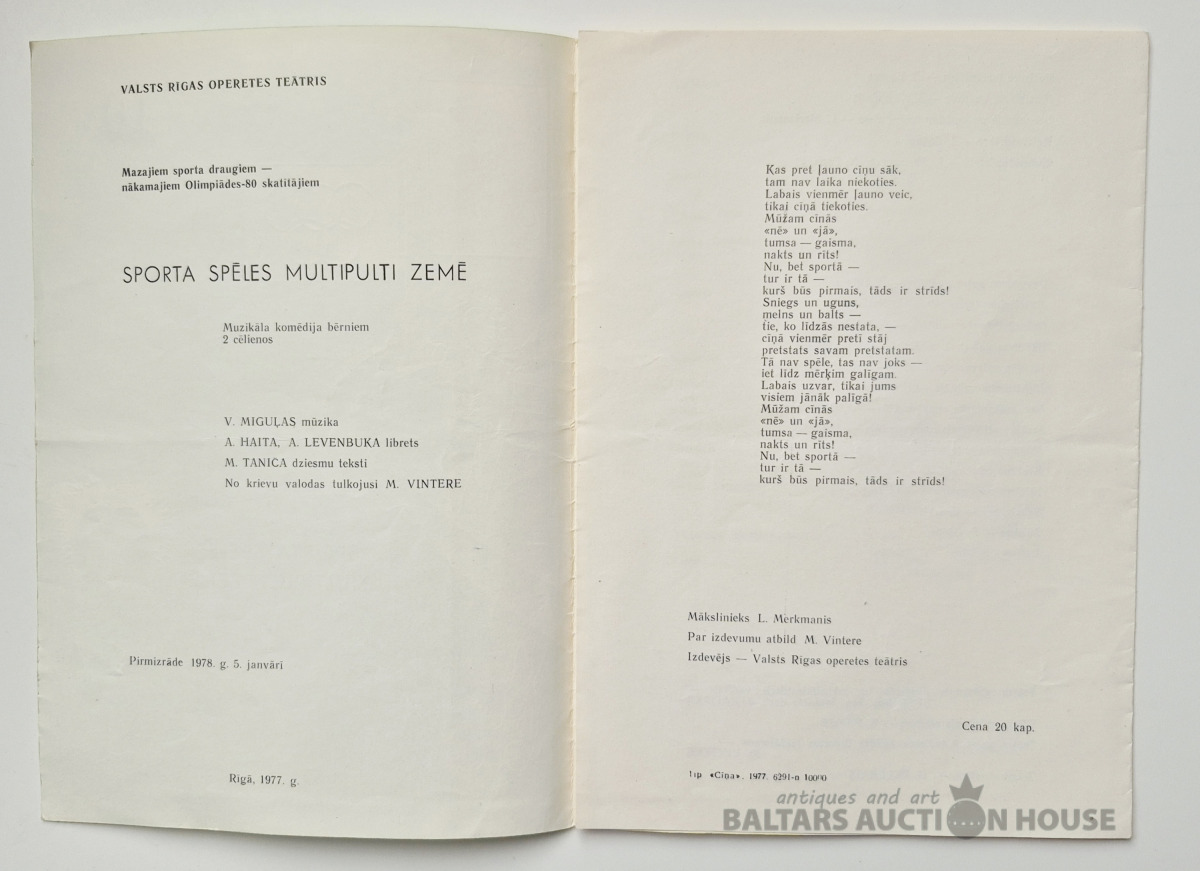 VALSTS RĪGAS OPERETES TEĀTRIS
Mazajiem sporta draugiem —
nākamajiem Olimpiādes-80 skatītājiem
SPORTA SPĒLES MULTIPULTI ZEMĒ
Muzikāla komēdija bērniem
2 cēlienos
V. MIGUĻAS mūzika
A. HAITA, A. LEVENBUKA librets
M. TANIČA dziesmu teksti
No krievu valodas tulkojusi M. VINTERE
Pirmizrāde 1978. g. 5. janvārī
Rīgā, 1977. g.
Kas pret ļauno cīņu sāk,
tam nav laika niekoties.
Labais vienmēr ļauno veic,
tikai cīņā tiekoties.
Mūžam cīnās
«nē» un «jā»,
tumsa — gaisma,
nakts un rīts!
Nu, bet sportā —
tur ir tā —
kurš būs pirmais, tāds ir strīds!
Sniegs un uguns,
melns un balts —
tie, ko līdzās nestata, —
cīņā vienmēr pretī stāj
pretstats savam pretstatam.
Tā nav spēle, tas nav joks —
iet līdz mērķim galīgam.
Labais uzvar, tikai jums
visiem jānāk palīgā!
Mūžam cīnās
«nē» un «jā»,
tumsa — gaisma,
nakts un rīts!
Nu, bet sportā —
tur ir tā —
kurš būs pirmais, tāds ir strīds!
Mākslinieks L. Merkmanis
Par izdevumu atbild M. Vintere
Izdevējs — Valsts Rīgas operetes teātris
Cena 20 kap.
Tip «Cīņa». 1977. 6291-n 10000
antiques and art
BALTARS AUCTION HOUSE